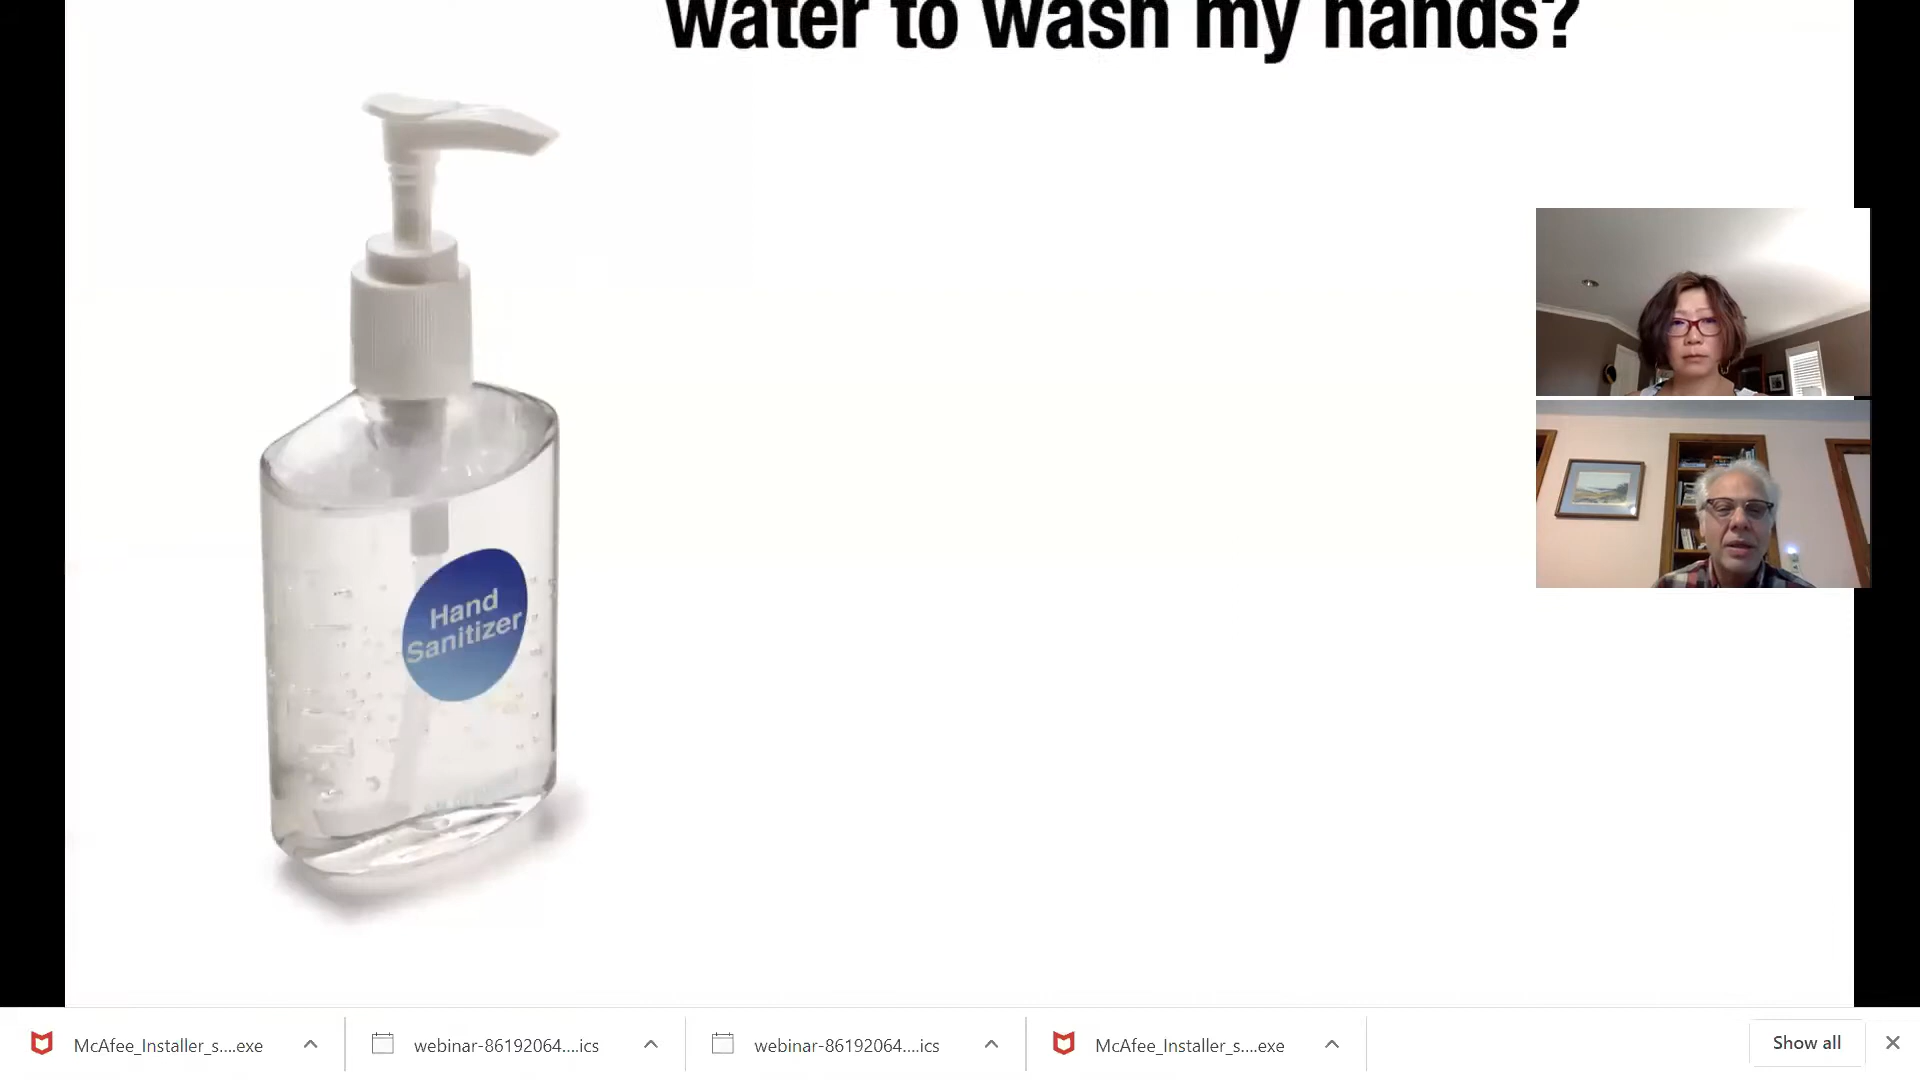 water to wash my hands?
Hand
Sanitizer
McAfee_Installer_s....exe
webinar-86192064....ics
webinar-86192064....ics
McAfee_Installer_s....exe
Show all